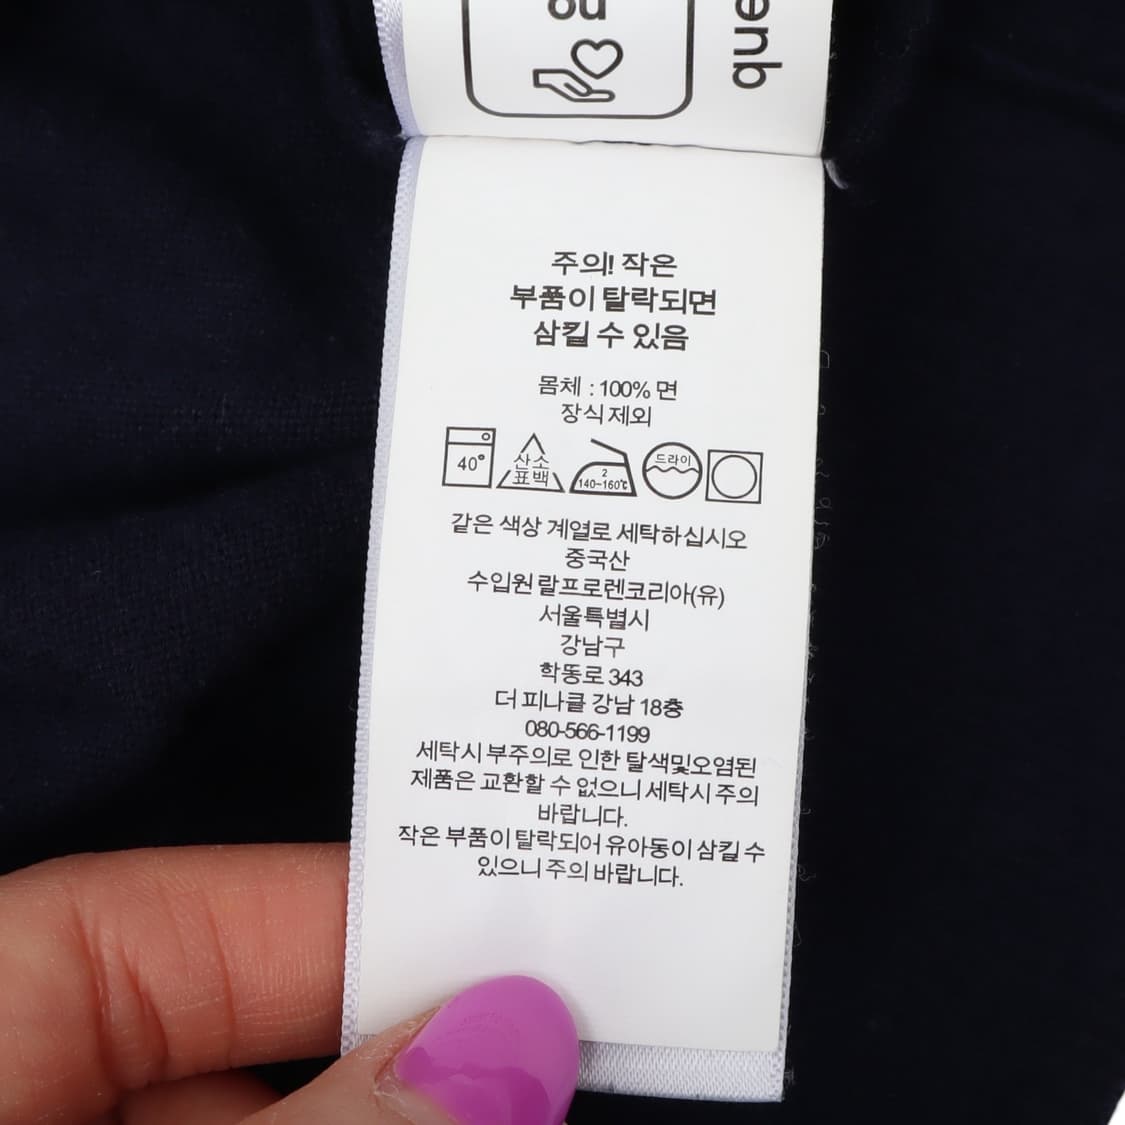 ou
que
주의! 작은
부품이 탈락되면
삼킬 수 있음
몸체 : 100% 면
장식 제외
40°
산소
표백
2
140~160℃
드라이
같은 색상 계열로 세탁하십시오
중국산
수입원 랄프로렌코리아(유)
서울특별시
강남구
학동로 343
더 피나클 강남 18층
080-566-1199
세탁시 부주의로 인한 탈색및오염된
제품은 교환할 수 없으니 세탁시 주의
바랍니다.
작은 부품이 탈락되어 유아동이 삼킬 수
있으니 주의 바랍니다.